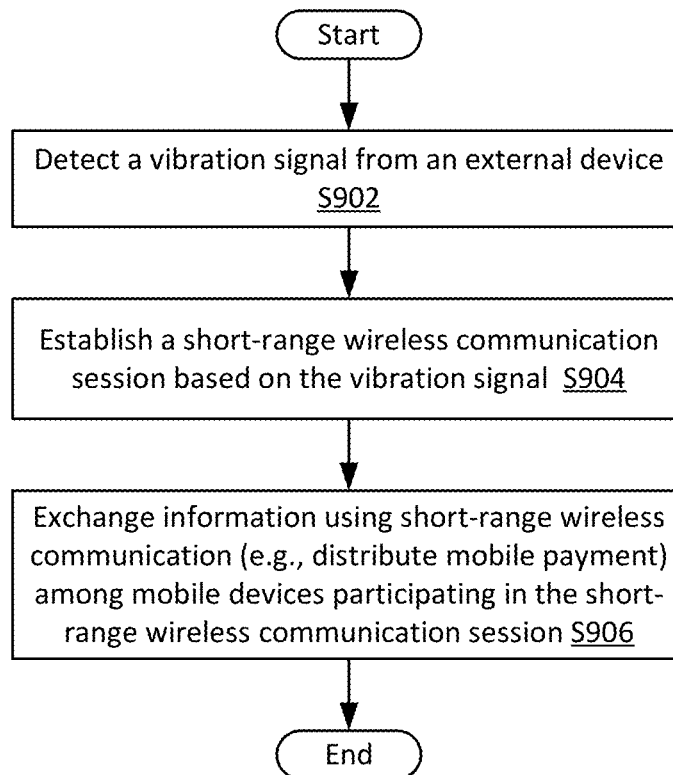 Start
Detect a vibration signal from an external device
S902
Establish a short-range wireless communication
session based on the vibration signal S904
Exchange information using short-range wireless
communication (e.g., distribute mobile payment)
among mobile devices participating in the short-
range wireless communication session S906
End